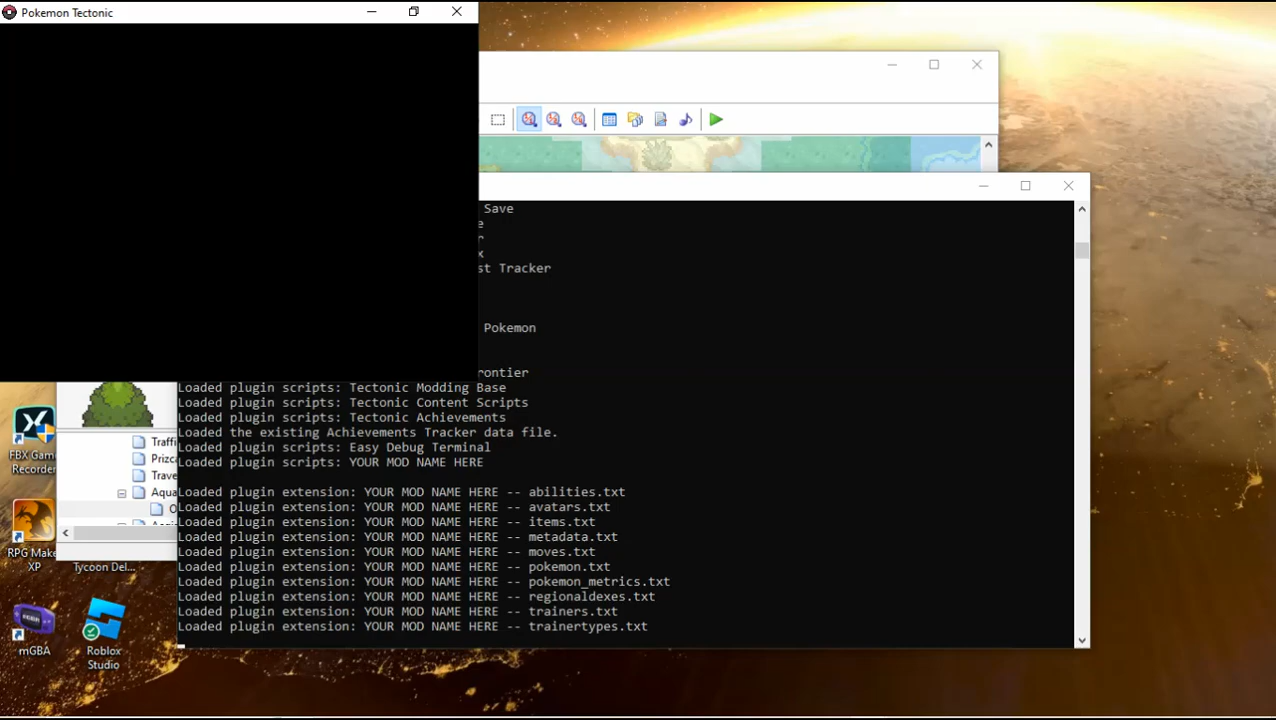 Pokemon Tectonic
Save
e
r
x
st Tracker
Pokemon
rontier
Loaded plugin scripts: Tectonic Modding Base
Loaded plugin scripts: Tectonic Content Scripts
Loaded plugin scripts: Tectonic Achievements
Loaded the existing Achievements Tracker data file.
Loaded plugin scripts: Easy Debug Terminal
Loaded plugin scripts: YOUR MOD NAME HERE
Loaded plugin extension: YOUR MOD NAME HERE -- abilities.txt
Loaded plugin extension: YOUR MOD NAME HERE -- avatars.txt
Loaded plugin extension: YOUR MOD NAME HERE -- items.txt
Loaded plugin extension: YOUR MOD NAME HERE -- metadata.txt
Loaded plugin extension: YOUR MOD NAME HERE -- moves.txt
Loaded plugin extension: YOUR MOD NAME HERE -- pokemon.txt
Loaded plugin extension: YOUR MOD NAME HERE -- pokemon_metrics.txt
Loaded plugin extension: YOUR MOD NAME HERE -- regionaldexes.txt
Loaded plugin extension: YOUR MOD NAME HERE -- trainers.txt
Loaded plugin extension: YOUR MOD NAME HERE -- trainertypes.txt
Traffi
Prizca
Trave
Aqua
FBX Gam
Recorder
RPG Make
XP
Tycoon Del...
mGBA
Roblox
Studio